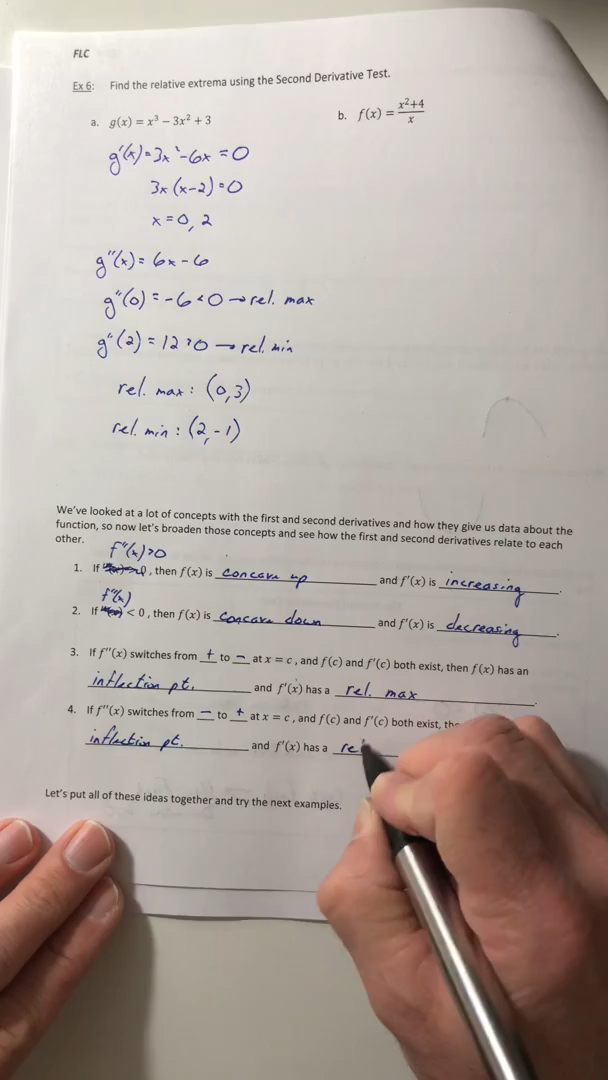 FLC
Ex 6: Find the relative extrema using the Second Derivative Test.
a. g(x) = x³ − 3x² + 3
b. f(x) = x²+4/x
g'(x) = 3x² - 6x = 0
3x (x-2) = 0
x = 0, 2
g"(x) = 6x - 6
g"(0) = -6 < 0 → rel. max
g"(2) = 12 > 0 → rel. min
rel. max : (0,3)
rel. min : (2, -1)
We've looked at a lot of concepts with the first and second derivatives and how they give us data about the
function, so now let's broaden those concepts and see how the first and second derivatives relate to each
other.
f"(x) > 0
1. If , then f(x) is concave up and f'(x) is increasing.
f"(x)
2. If < 0, then f(x) is concave down and f'(x) is decreasing.
3. If f''(x) switches from + to − at x = c, and f(c) and f'(c) both exist, then f(x) has an
inflection pt. and f'(x) has a rel. max.
4. If f''(x) switches from − to + at x = c, and f(c) and f'(c) both exist,
inflection pt. and f'(x) has a
Let's put all of these ideas together and try the next examples.